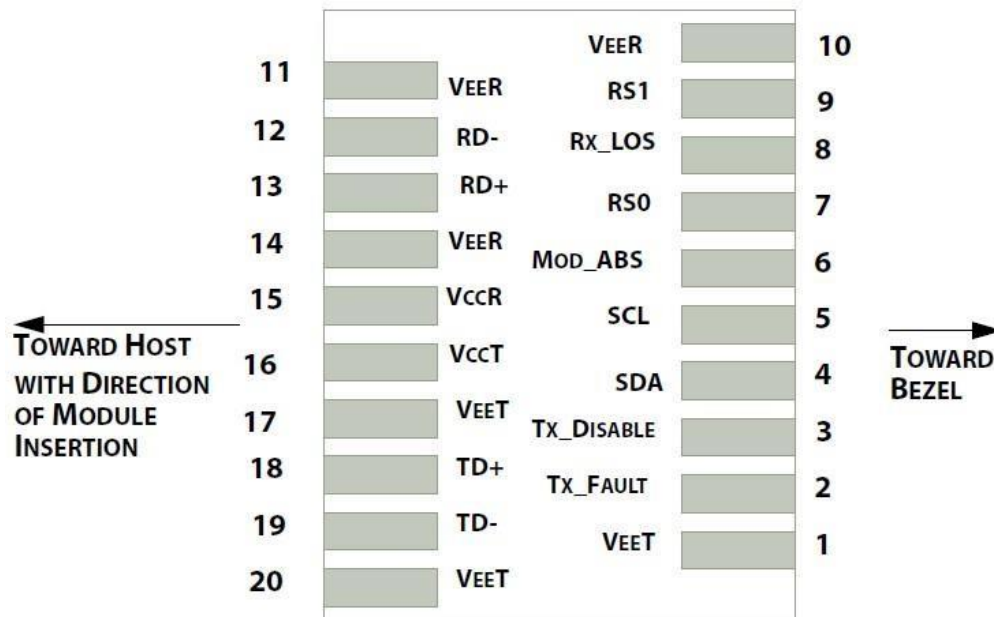 11 VEER
12 RD-
13 RD+
14 VEER
15 VCCR
16 VCCT
17 VEET
18 TD+
19 TD-
20 VEET
VEER 10
RS1 9
RX_LOS 8
RS0 7
MOD_ABS 6
SCL 5
SDA 4
TX_DISABLE 3
TX_FAULT 2
VEET 1
TOWARD HOST
WITH DIRECTION
OF MODULE
INSERTION
TOWARD
BEZEL